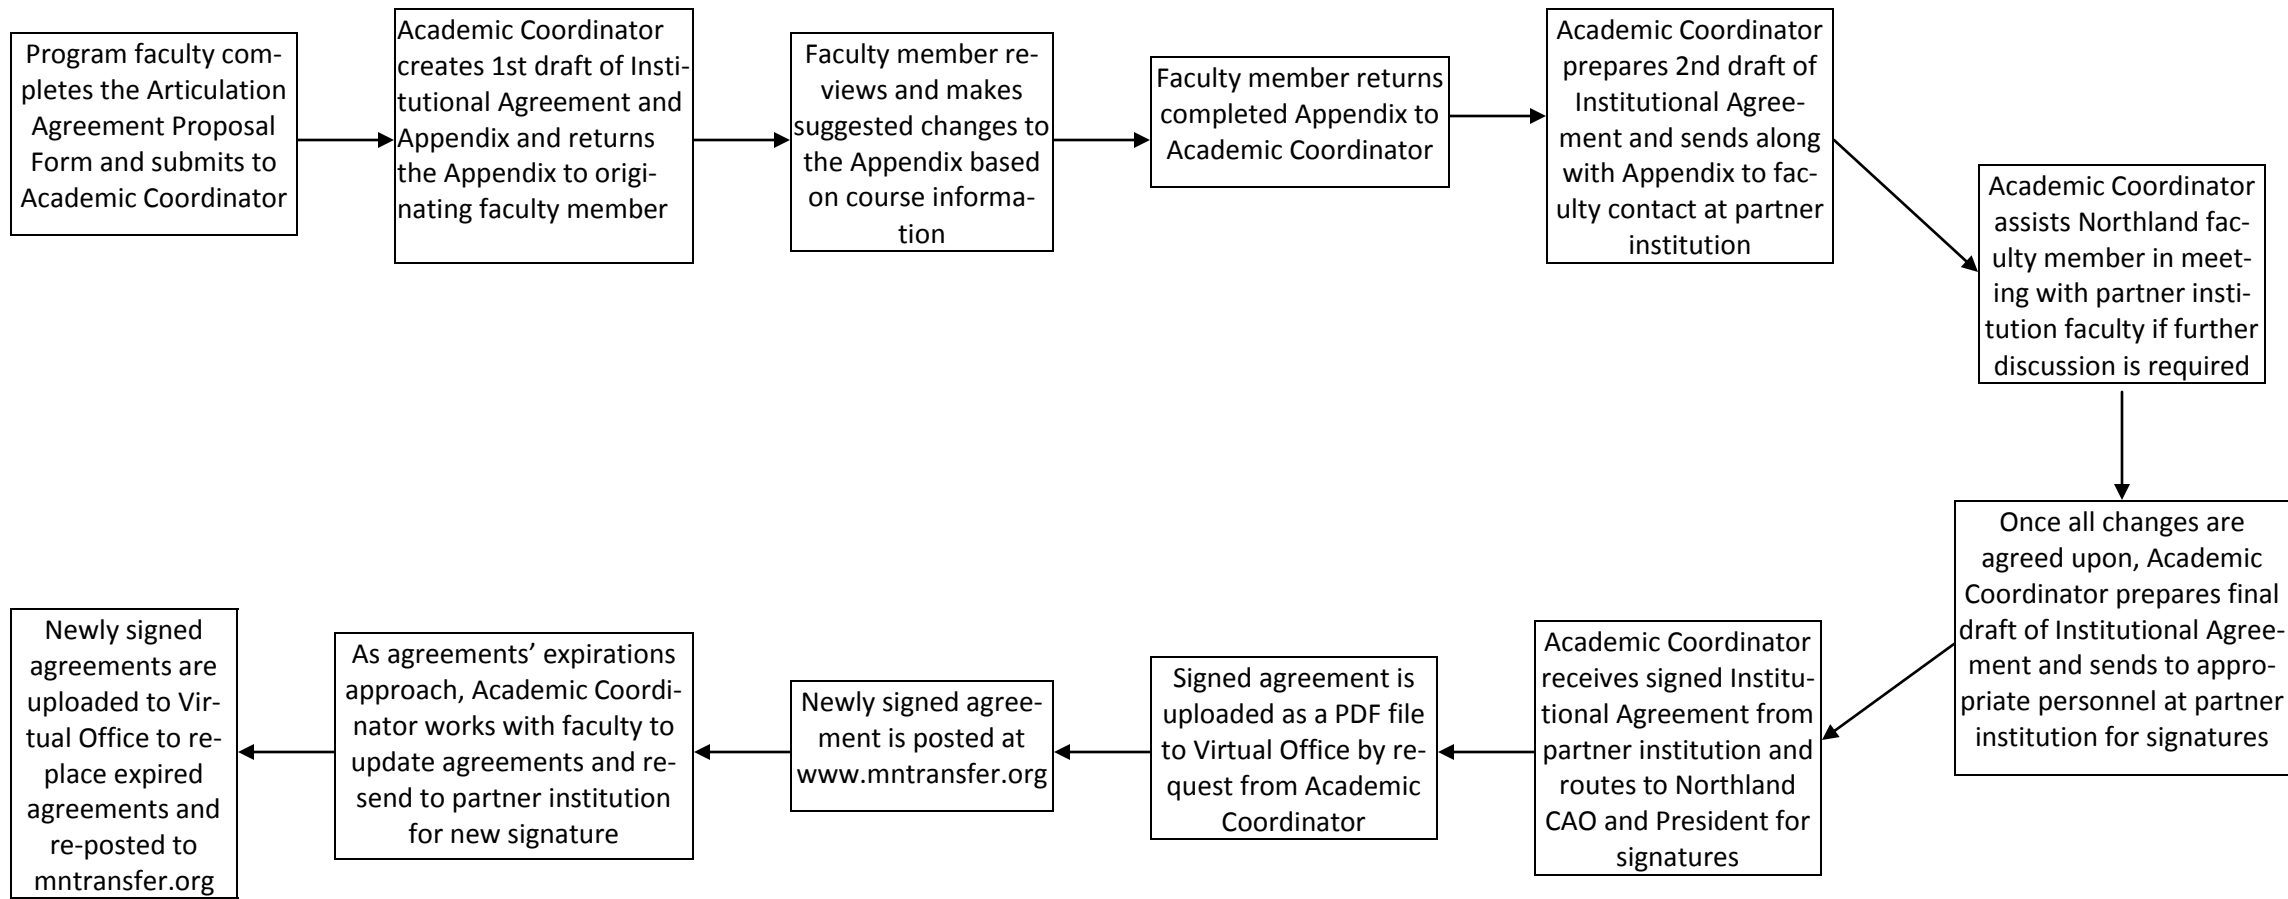 Program faculty com-
pletes the Articulation
Agreement Proposal
Form and submits to
Academic Coordinator
Academic Coordinator
creates 1st draft of Insti-
tutional Agreement and
Appendix and returns
the Appendix to origi-
nating faculty member
Faculty member re-
views and makes
suggested changes to
the Appendix based
on course informa-
tion
Faculty member returns
completed Appendix to
Academic Coordinator
Academic Coordinator
prepares 2nd draft of
Institutional Agree-
ment and sends along
with Appendix to fac-
ulty contact at partner
institution
Academic Coordinator
assists Northland fac-
ulty member in meet-
ing with partner insti-
tution faculty if further
discussion is required
Once all changes are
agreed upon, Academic
Coordinator prepares final
draft of Institutional Agree-
ment and sends to appro-
priate personnel at partner
institution for signatures
Academic Coordinator
receives signed Institu-
tional Agreement from
partner institution and
routes to Northland
CAO and President for
signatures
Signed agreement is
uploaded as a PDF file
to Virtual Office by re-
quest from Academic
Coordinator
Newly signed agree-
ment is posted at
www.mntransfer.org
As agreements’ expirations
approach, Academic Coordi-
nator works with faculty to
update agreements and re-
send to partner institution
for new signature
Newly signed
agreements are
uploaded to Vir-
tual Office to re-
place expired
agreements and
re-posted to
mntransfer.org